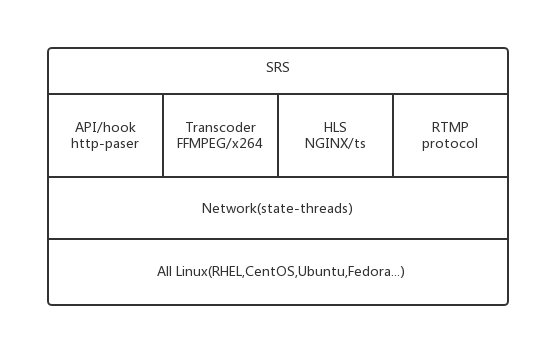 SRS
API/hook
http-paser
Transcoder
FFMPEG/x264
HLS
NGINX/ts
RTMP
protocol
Network(state-threads)
All Linux(RHEL,CentOS,Ubuntu,Fedora...)